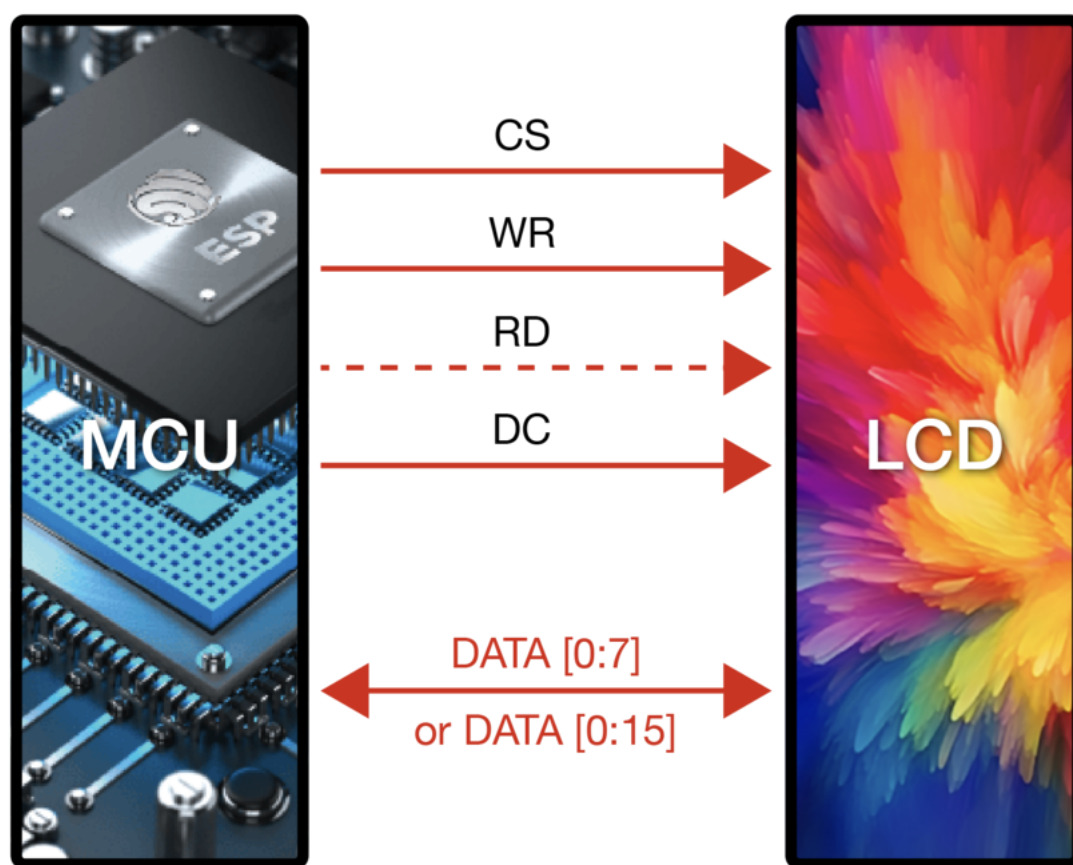 CS
WR
ESP
RD
DC
MCU
LCD
DATA [0:7]
or DATA [0:15]